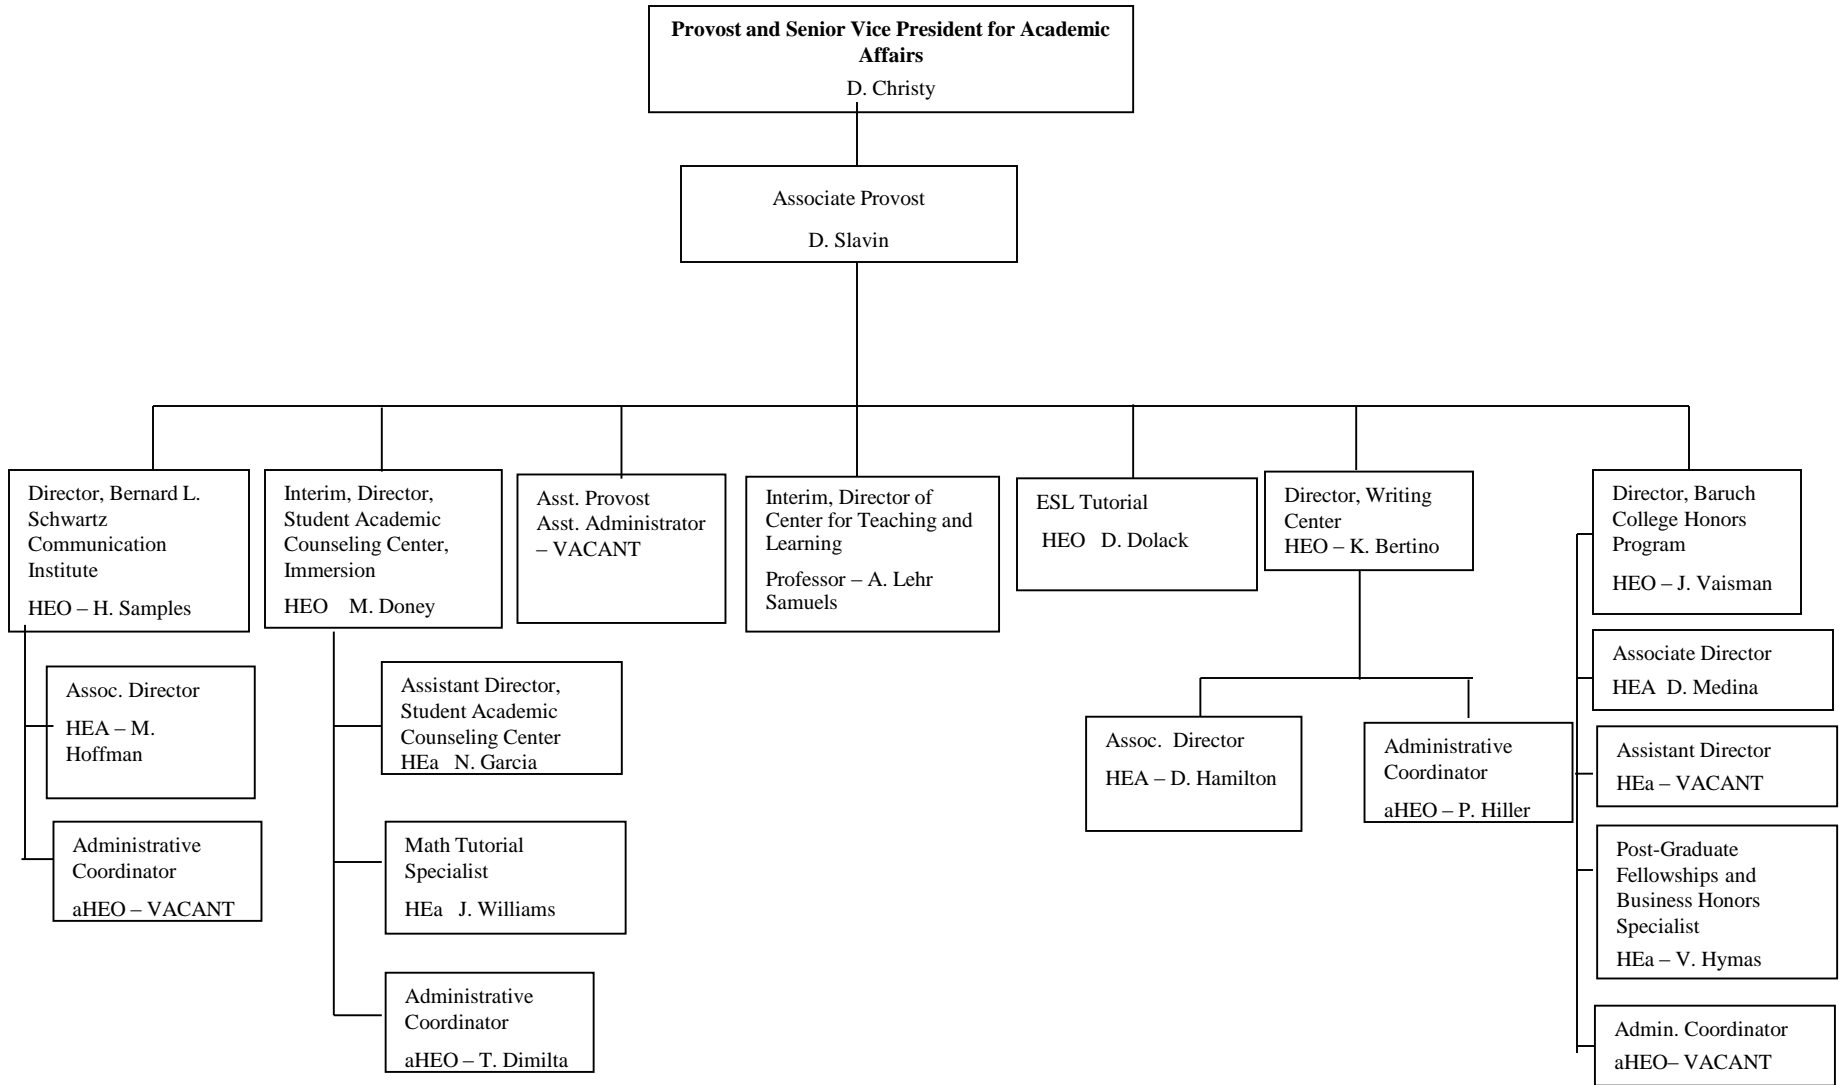 Provost and Senior Vice President for Academic
Affairs
D. Christy
Associate Provost
D. Slavin
Director, Bernard L.
Schwartz
Communication
Institute
HEO – H. Samples
Interim, Director,
Student Academic
Counseling Center,
Immersion
HEO M. Doney
Asst. Provost
Asst. Administrator
– VACANT
Interim, Director of
Center for Teaching and
Learning
Professor – A. Lehr
Samuels
ESL Tutorial
HEO D. Dolack
Director, Writing
Center
HEO – K. Bertino
Director, Baruch
College Honors
Program
HEO – J. Vaisman
Assoc. Director
HEA – M.
Hoffman
Administrative
Coordinator
aHEO – VACANT
Assistant Director,
Student Academic
Counseling Center
HEa N. Garcia
Math Tutorial
Specialist
HEa J. Williams
Administrative
Coordinator
aHEO – T. Dimilta
Assoc. Director
HEA – D. Hamilton
Administrative
Coordinator
aHEO – P. Hiller
Associate Director
HEA D. Medina
Assistant Director
HEa – VACANT
Post-Graduate
Fellowships and
Business Honors
Specialist
HEa – V. Hymas
Admin. Coordinator
aHEO– VACANT